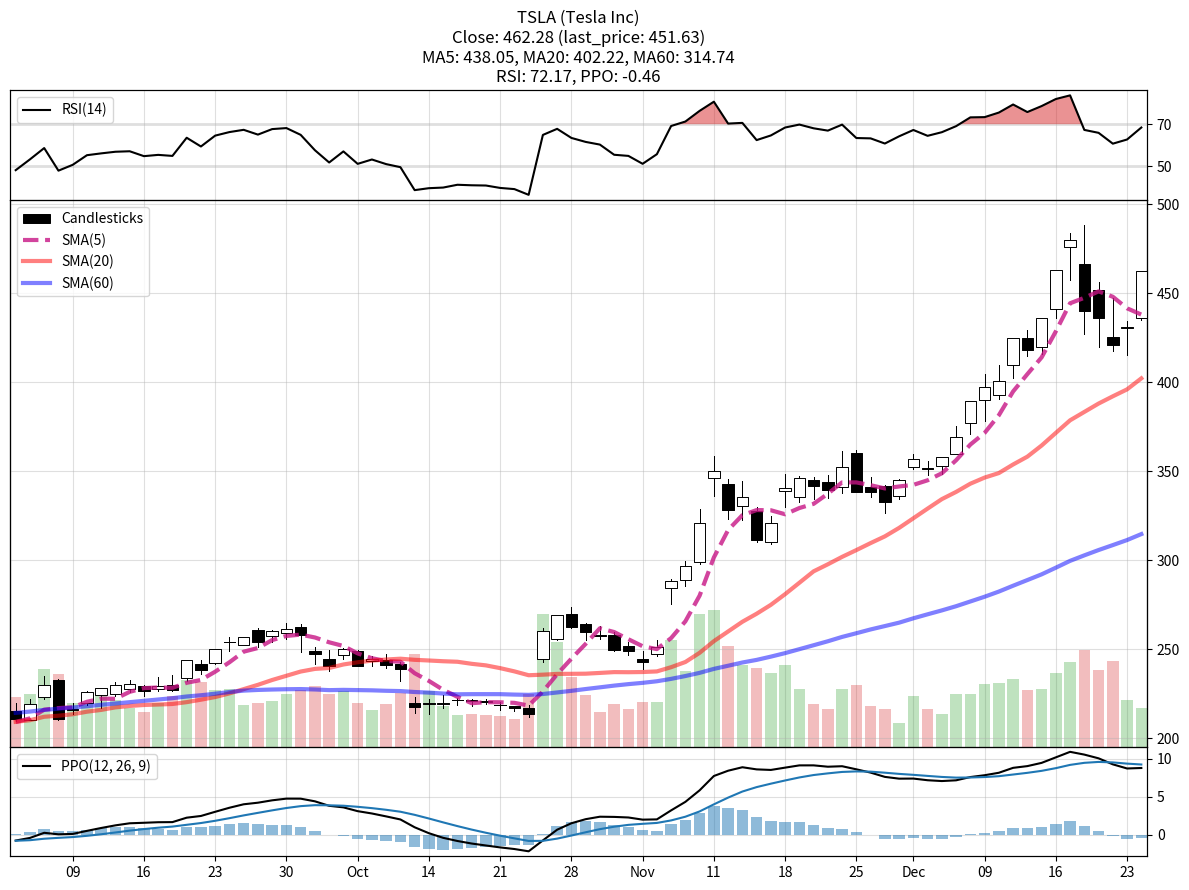 TSLA (Tesla Inc)
Close: 462.28 (last_price: 451.63)
MA5: 438.05, MA20: 402.22, MA60: 314.74
RSI: 72.17, PPO: -0.46
RSI(14)
70
50
Candlesticks
SMA(5)
SMA(20)
SMA(60)
500
450
400
350
300
250
200
PPO(12, 26, 9)
10
5
0
09 16 23 30 Oct 14 21 28 Nov 11 18 25 Dec 09 16 23